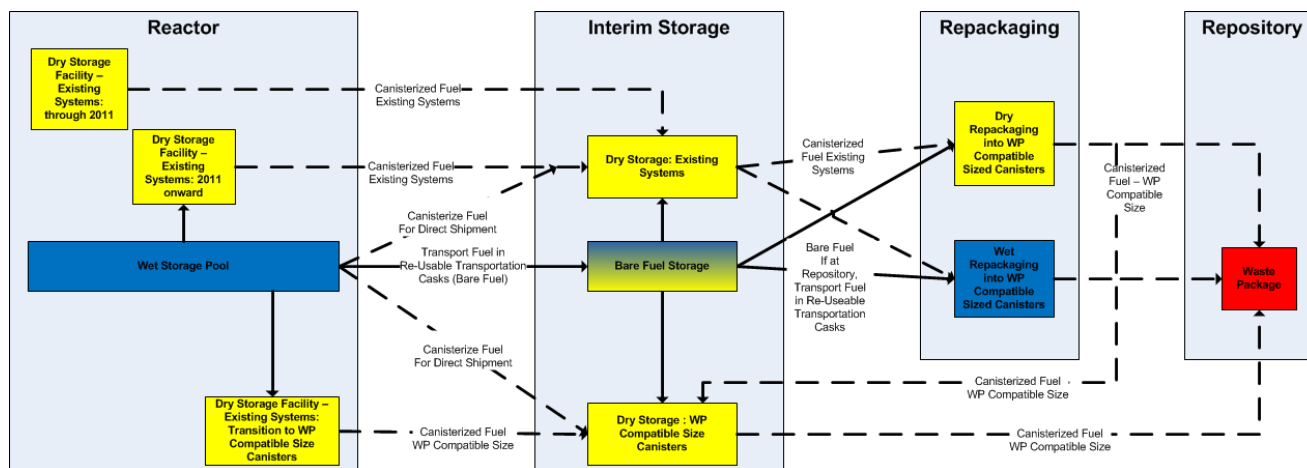 Reactor
Interim Storage
Repackaging
Repository
Dry Storage
Facility –
Existing
Systems:
through 2011
Canisterized Fuel
Existing Systems
Dry Storage
Facility –
Existing
Systems: 2011
onward
Canisterized Fuel
Existing Systems
Dry Storage: Existing
Systems
Canisterized
Fuel Existing
Systems
Dry
Repackaging
into WP
Compatible
Sized Canisters
Canisterized
Fuel – WP
Compatible
Size
Canisterize Fuel
For Direct Shipment
Wet Storage Pool
Transport Fuel in
Re-Usable Transportation
Casks (Bare Fuel)
Bare Fuel Storage
Bare Fuel
If at
Repository,
Transport Fuel
in Re-Useable
Transportation
Casks
Wet
Repackaging
into WP
Compatible
Sized Canisters
Waste
Package
Canisterize Fuel
For Direct Shipment
Canisterized Fuel
WP Compatible Size
Dry Storage Facility –
Existing Systems:
Transition to WP
Compatible Size
Canisters
Canisterized Fuel
WP Compatible Size
Dry Storage : WP
Compatible Size
Canisters
Canisterized Fuel
WP Compatible Size